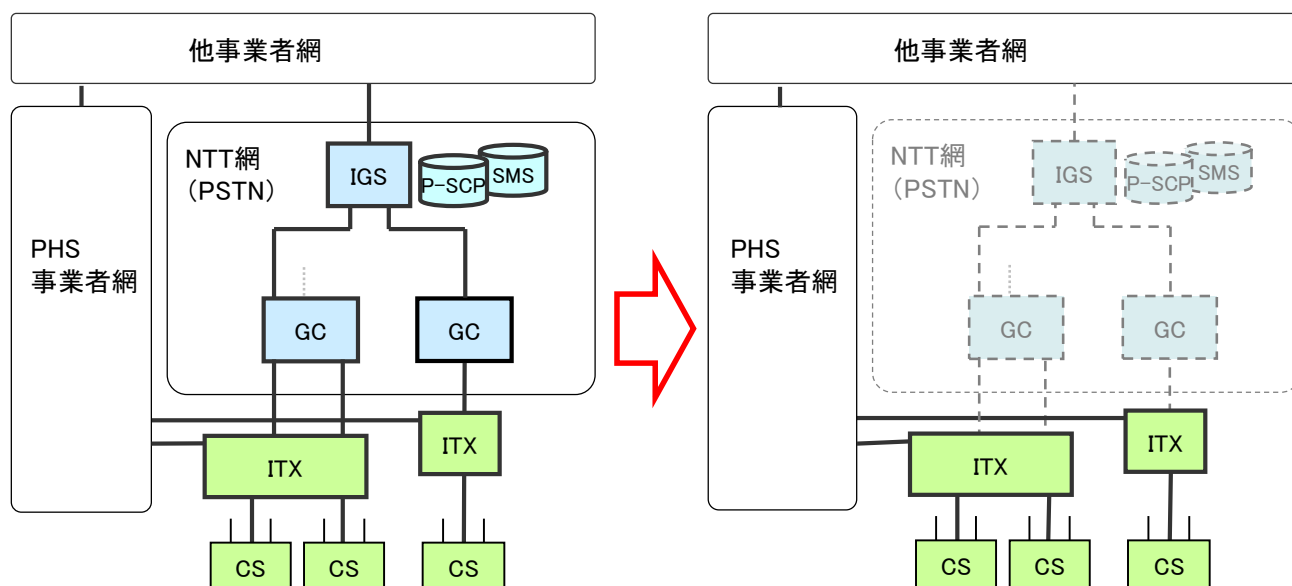 他事業者網
PHS
事業者網
NTT網
（PSTN）
IGS
P-SCP
SMS
GC
GC
ITX
ITX
CS
CS
CS
他事業者網
PHS
事業者網
NTT網
（PSTN）
IGS
P-SCP
SMS
GC
GC
ITX
ITX
CS
CS
CS